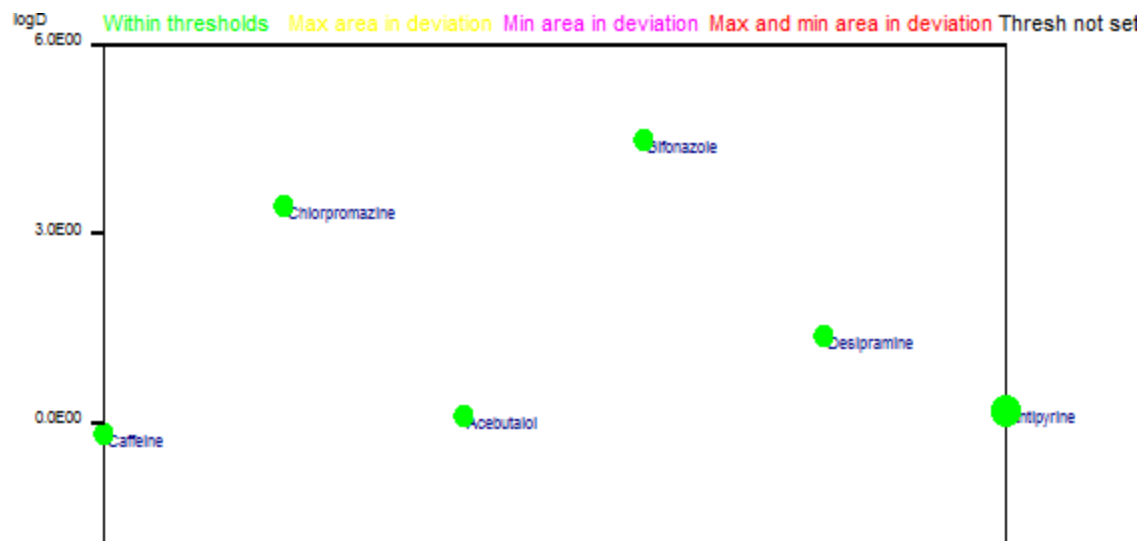 logD
Within thresholds Max area in deviation Min area in deviation Max and min area in deviation Thresh not set
6.0E00
Bifonazole
Chlorpromazine
3.0E00
Desipramine
0.0E00
Acebutalol
Antipyrine
Caffeine